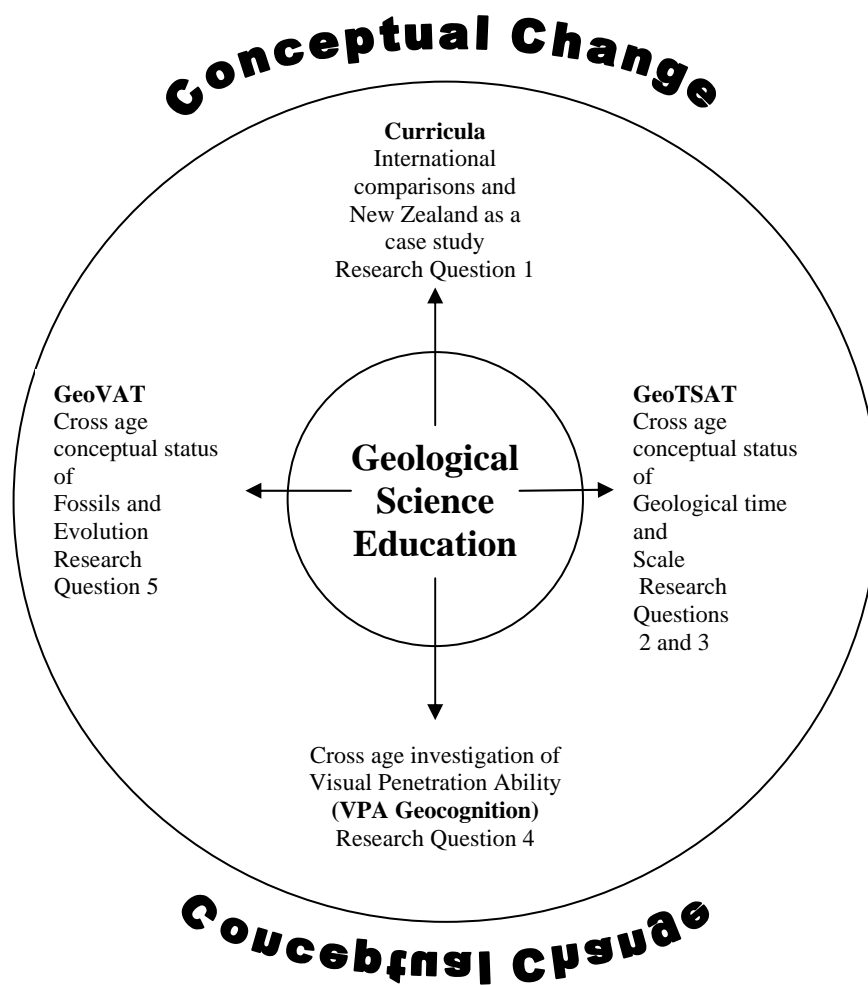 Conceptual Change
Curricula
International
comparisons and
New Zealand as a
case study
Research Question 1
GeoVAT
Cross age
conceptual status
of
Fossils and
Evolution
Research
Question 5
Geological
Science
Education
GeoTSAT
Cross age
conceptual status
of
Geological time
and
Scale
Research
Questions
2 and 3
Cross age investigation of
Visual Penetration Ability
(VPA Geocognition)
Research Question 4
Conceptual Change